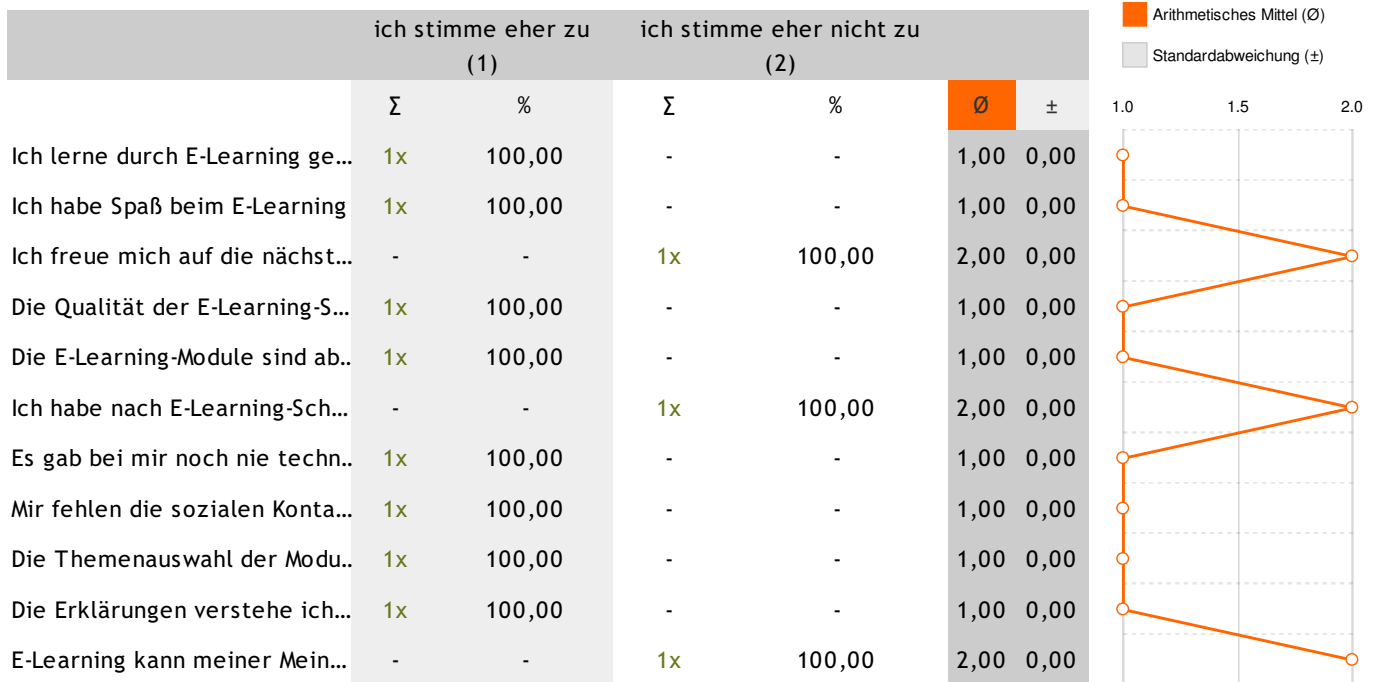 ich stimme eher zu (1) ich stimme eher nicht zu (2)
Σ % Σ % Ø ±
Ich lerne durch E-Learning ge... 1x 100,00 - - 1,00 0,00
Ich habe Spaß beim E-Learning 1x 100,00 - - 1,00 0,00
Ich freue mich auf die nächst... - - 1x 100,00 2,00 0,00
Die Qualität der E-Learning-S... 1x 100,00 - - 1,00 0,00
Die E-Learning-Module sind ab.. 1x 100,00 - - 1,00 0,00
Ich habe nach E-Learning-Sch... - - 1x 100,00 2,00 0,00
Es gab bei mir noch nie techn.. 1x 100,00 - - 1,00 0,00
Mir fehlen die sozialen Konta... 1x 100,00 - - 1,00 0,00
Die Themenauswahl der Modu.. 1x 100,00 - - 1,00 0,00
Die Erklärungen verstehe ich... 1x 100,00 - - 1,00 0,00
E-Learning kann meiner Mein... - - 1x 100,00 2,00 0,00
Arithmetisches Mittel (Ø)
Standardabweichung (±)
1.0 1.5 2.0